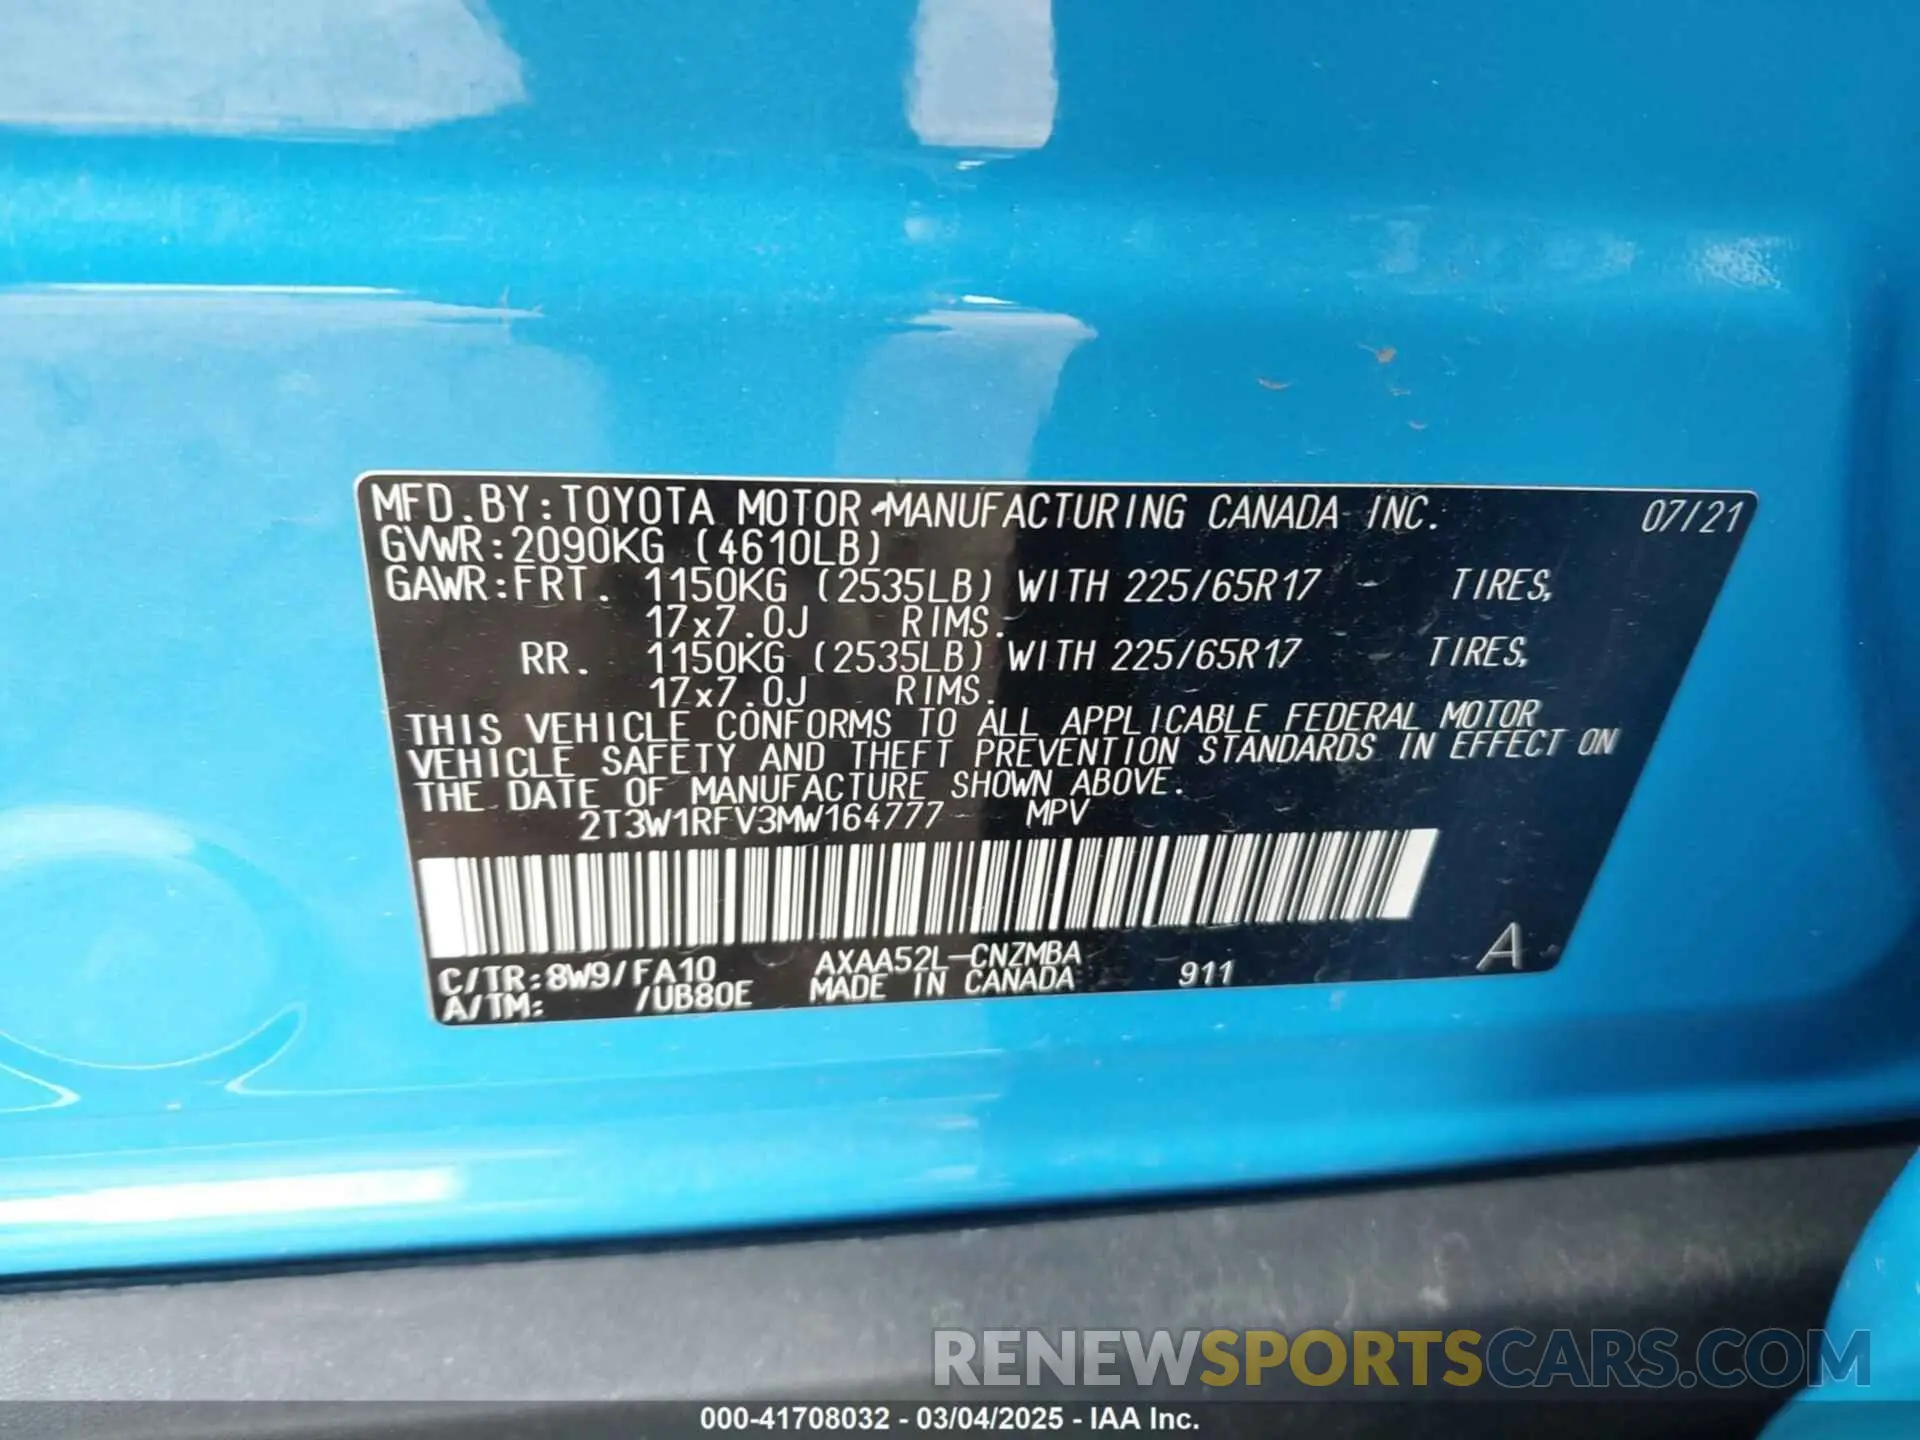 MFD.BY:TOYOTA MOTOR MANUFACTURING CANADA INC. 07/21
GVWR:2090KG (4610LB)
GAWR:FRT. 1150KG (2535LB) WITH 225/65R17 TIRES,
17x7.0J RIMS.
RR. 1150KG (2535LB) WITH 225/65R17 TIRES,
17x7.0J RIMS.
THIS VEHICLE CONFORMS TO ALL APPLICABLE FEDERAL MOTOR
VEHICLE SAFETY AND THEFT PREVENTION STANDARDS IN EFFECT ON
THE DATE OF MANUFACTURE SHOWN ABOVE.
2T3W1RFV3MW164777 MPV
C/TR:8W9/FA10 AXAA52L-CNZMBA
A/TM: /UB80E MADE IN CANADA 911 A
RENEWSPORTSCARS.COM
000-41708032 - 03/04/2025 - IAA Inc.